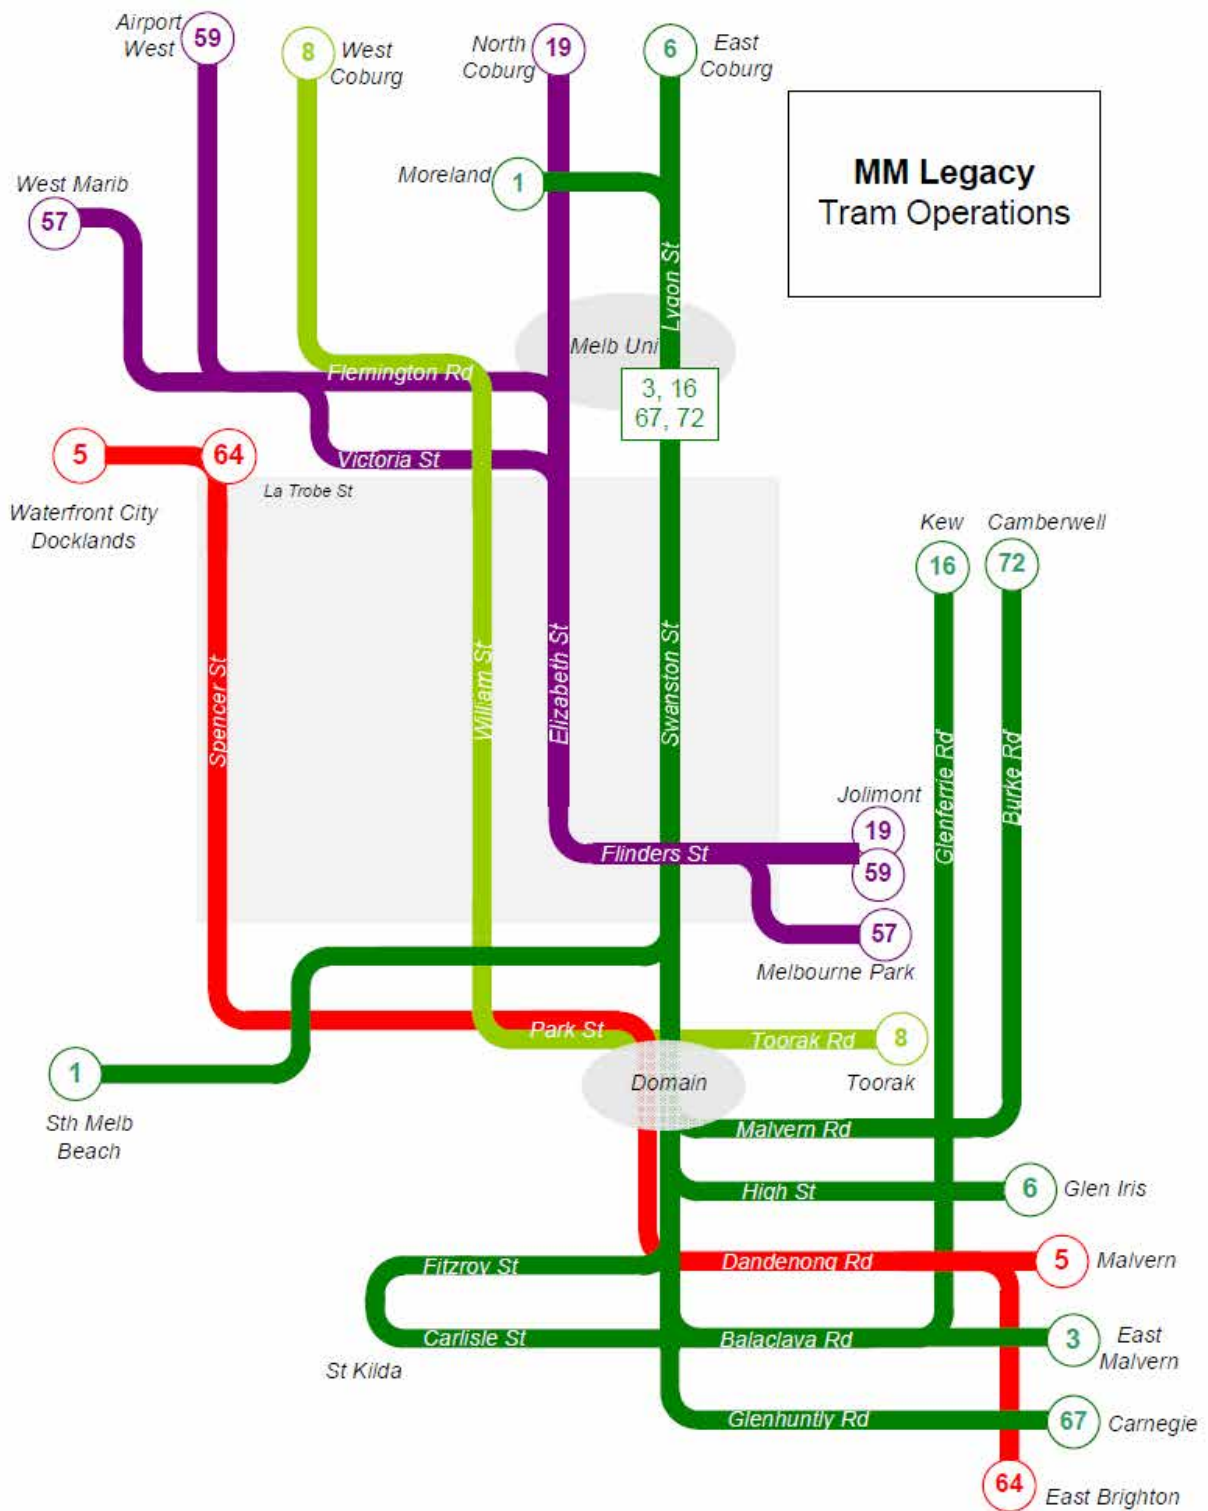 Airport
West
59
8
West
Coburg
North
Coburg
19
6
East
Coburg
MM Legacy
Tram Operations
Moreland
1
West Marib
57
Lygon St
Melb Uni
Flemington Rd
3, 16
67, 72
5
64
Victoria St
La Trobe St
Waterfront City
Docklands
Kew
Camberwell
16
72
Spencer St
William St
Elizabeth St
Swanston St
Glenferrie Rd
Burke Rd
Jolimont
19
Flinders St
59
57
Melbourne Park
Park St
Toorak Rd
8
Toorak
1
Domain
Sth Melb
Beach
Malvern Rd
High St
6
Glen Iris
Fitzroy St
Dandenong Rd
5
Malvern
Carlisle St
Balaclava Rd
3
East
Malvern
St Kilda
Glenhuntly Rd
67
Carnegie
64
East Brighton